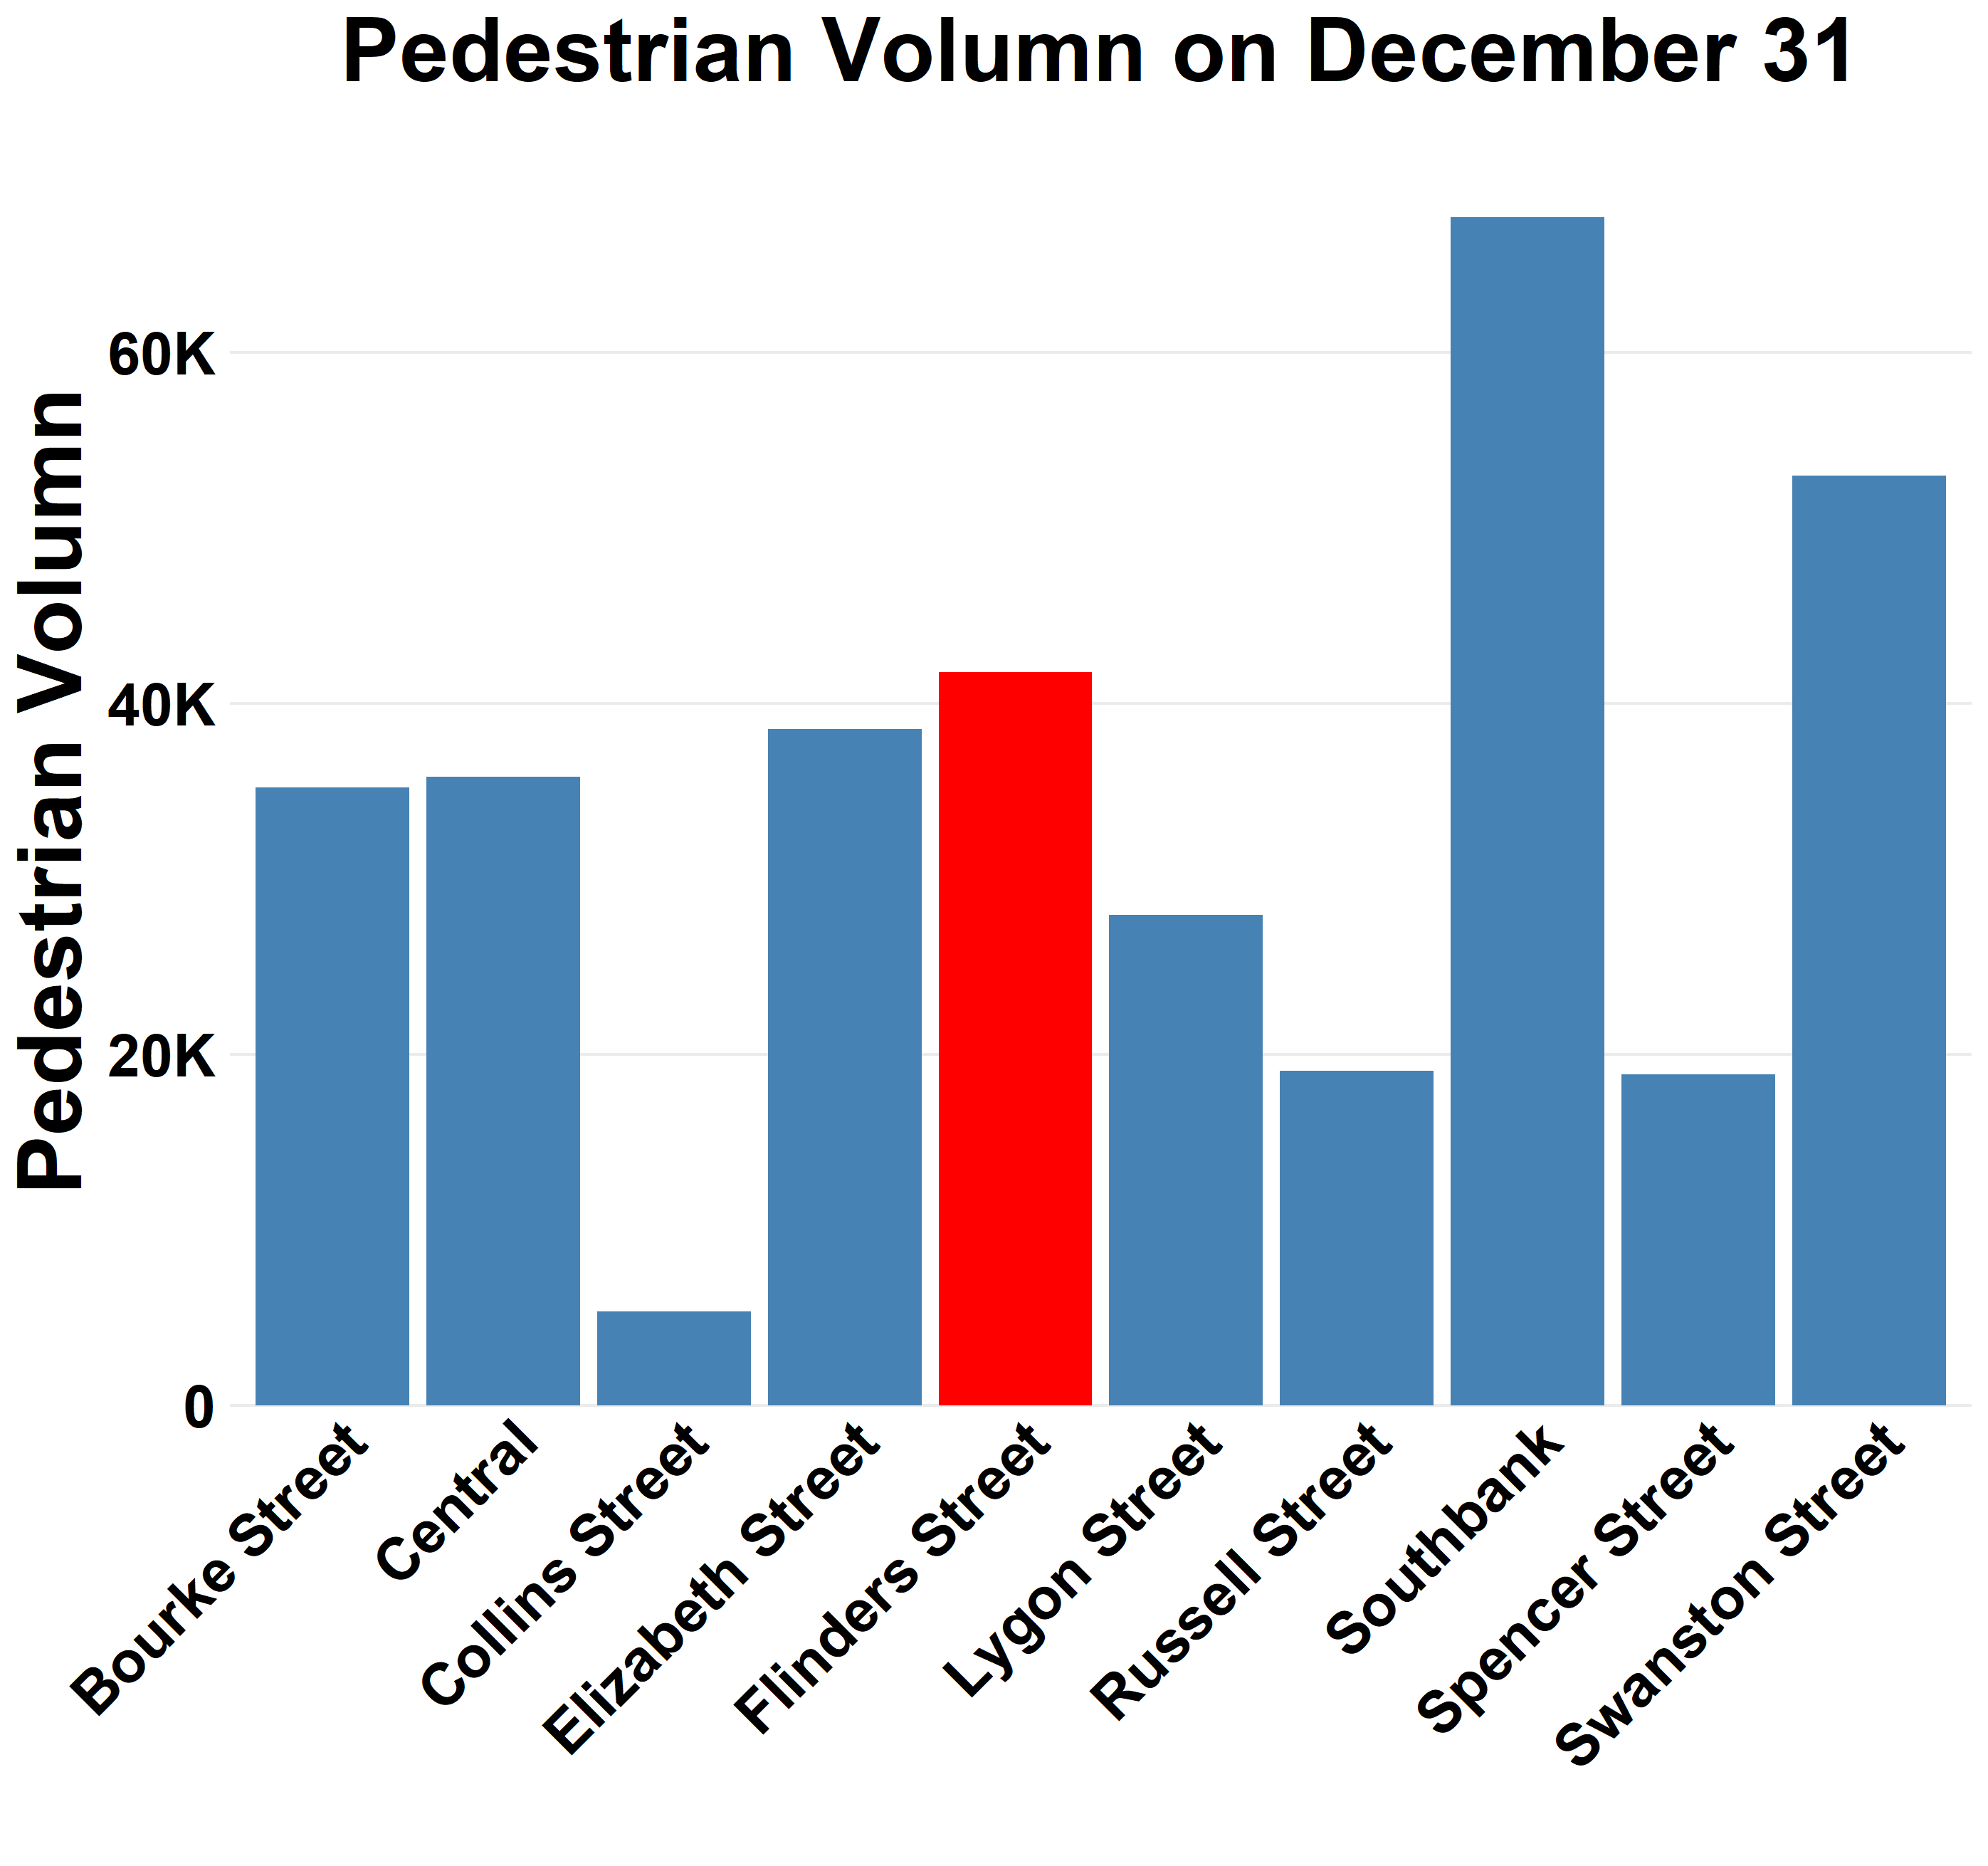 Pedestrian Volumn on December 31
Pedestrian Volumn
60K
40K
20K
0
Bourke Street
Central
Collins Street
Elizabeth Street
Flinders Street
Lygon Street
Russell Street
Southbank
Spencer Street
Swanston Street